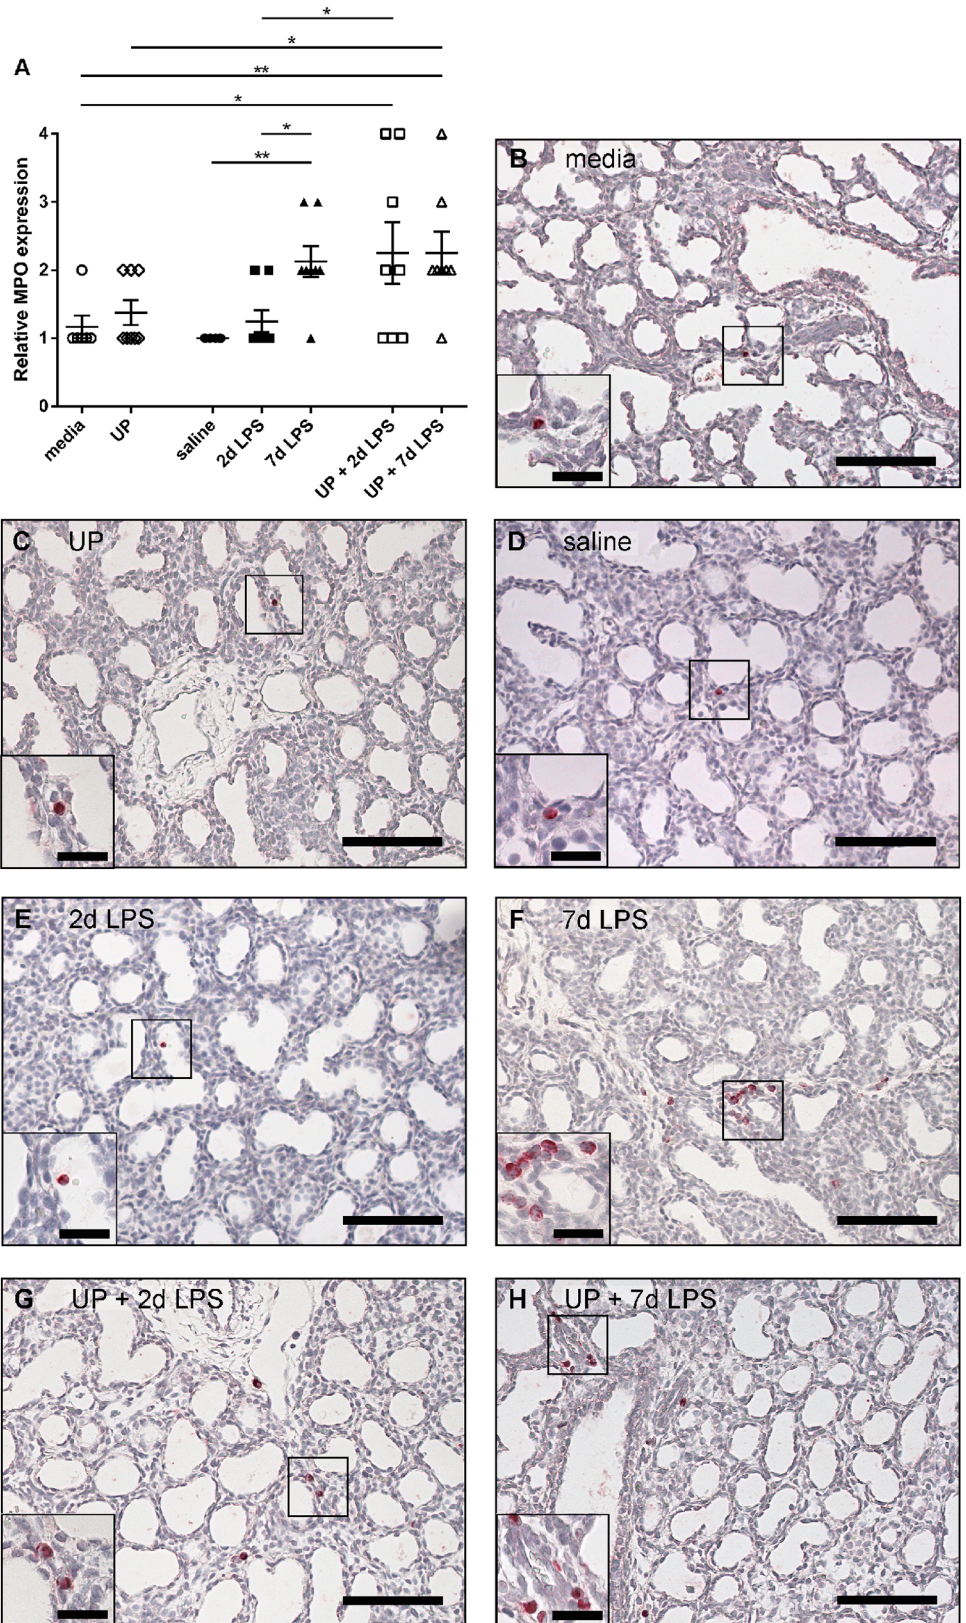 *
*
A
**
*
*
**
4
3
2
1
0
Relative MPO expression
media
UP
saline
2d LPS
7d LPS
UP + 2d LPS
UP + 7d LPS
B media
C UP
D saline
E 2d LPS
F 7d LPS
G UP + 2d LPS
H UP + 7d LPS